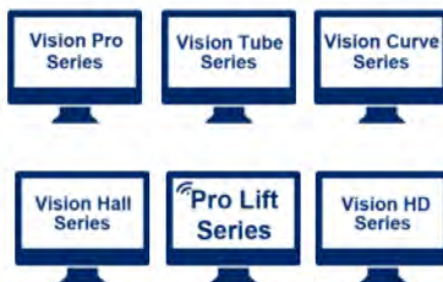 Vision Pro
Series
Vision Tube
Series
Vision Curve
Series
Vision Hall
Series
Pro Lift
Series
Vision HD
Series